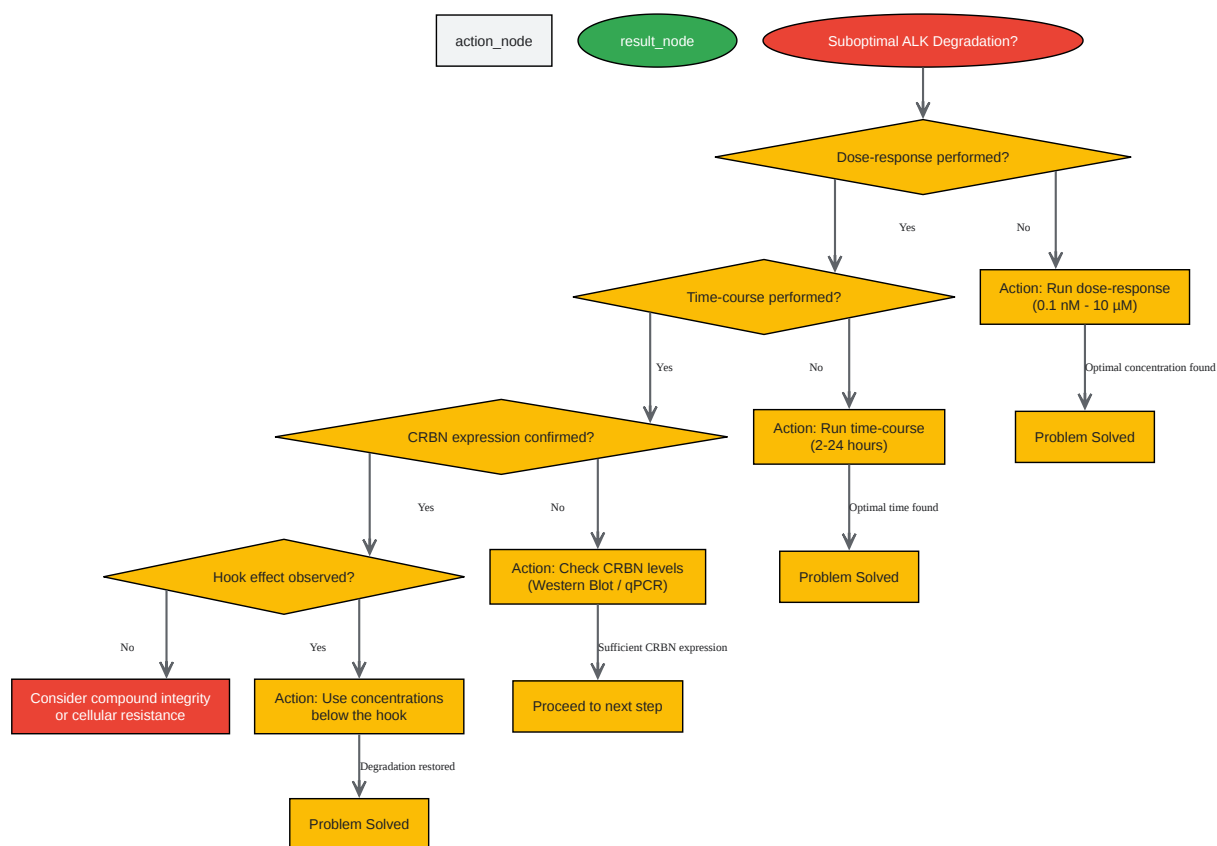 action_node
result_node
Suboptimal ALK Degradation?
Dose-response performed?
Yes
No
Time-course performed?
Action: Run dose-response
(0.1 nM - 10 µM)
Yes
No
Optimal concentration found
CRBN expression confirmed?
Action: Run time-course
(2-24 hours)
Problem Solved
Yes
No
Optimal time found
Hook effect observed?
Action: Check CRBN levels
(Western Blot / qPCR)
Problem Solved
No
Yes
Sufficient CRBN expression
Consider compound integrity
or cellular resistance
Action: Use concentrations
below the hook
Proceed to next step
Degradation restored
Problem Solved